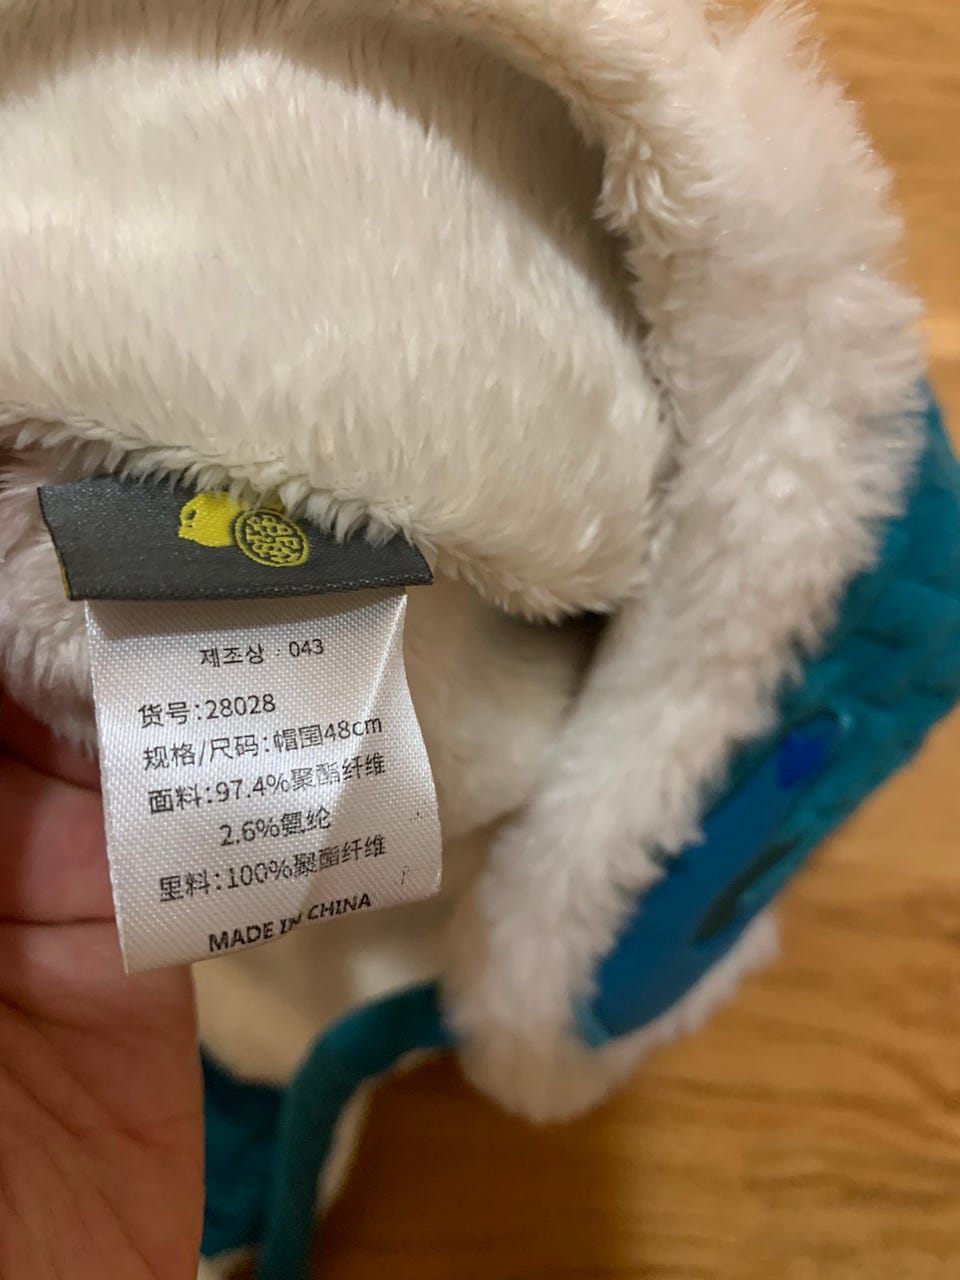 제조상 : 043
货号:28028
规格/尺码:帽围48cm
面料:97.4%聚酯纤维
2.6%氨纶
里料:100%聚酯纤维
MADE IN CHINA